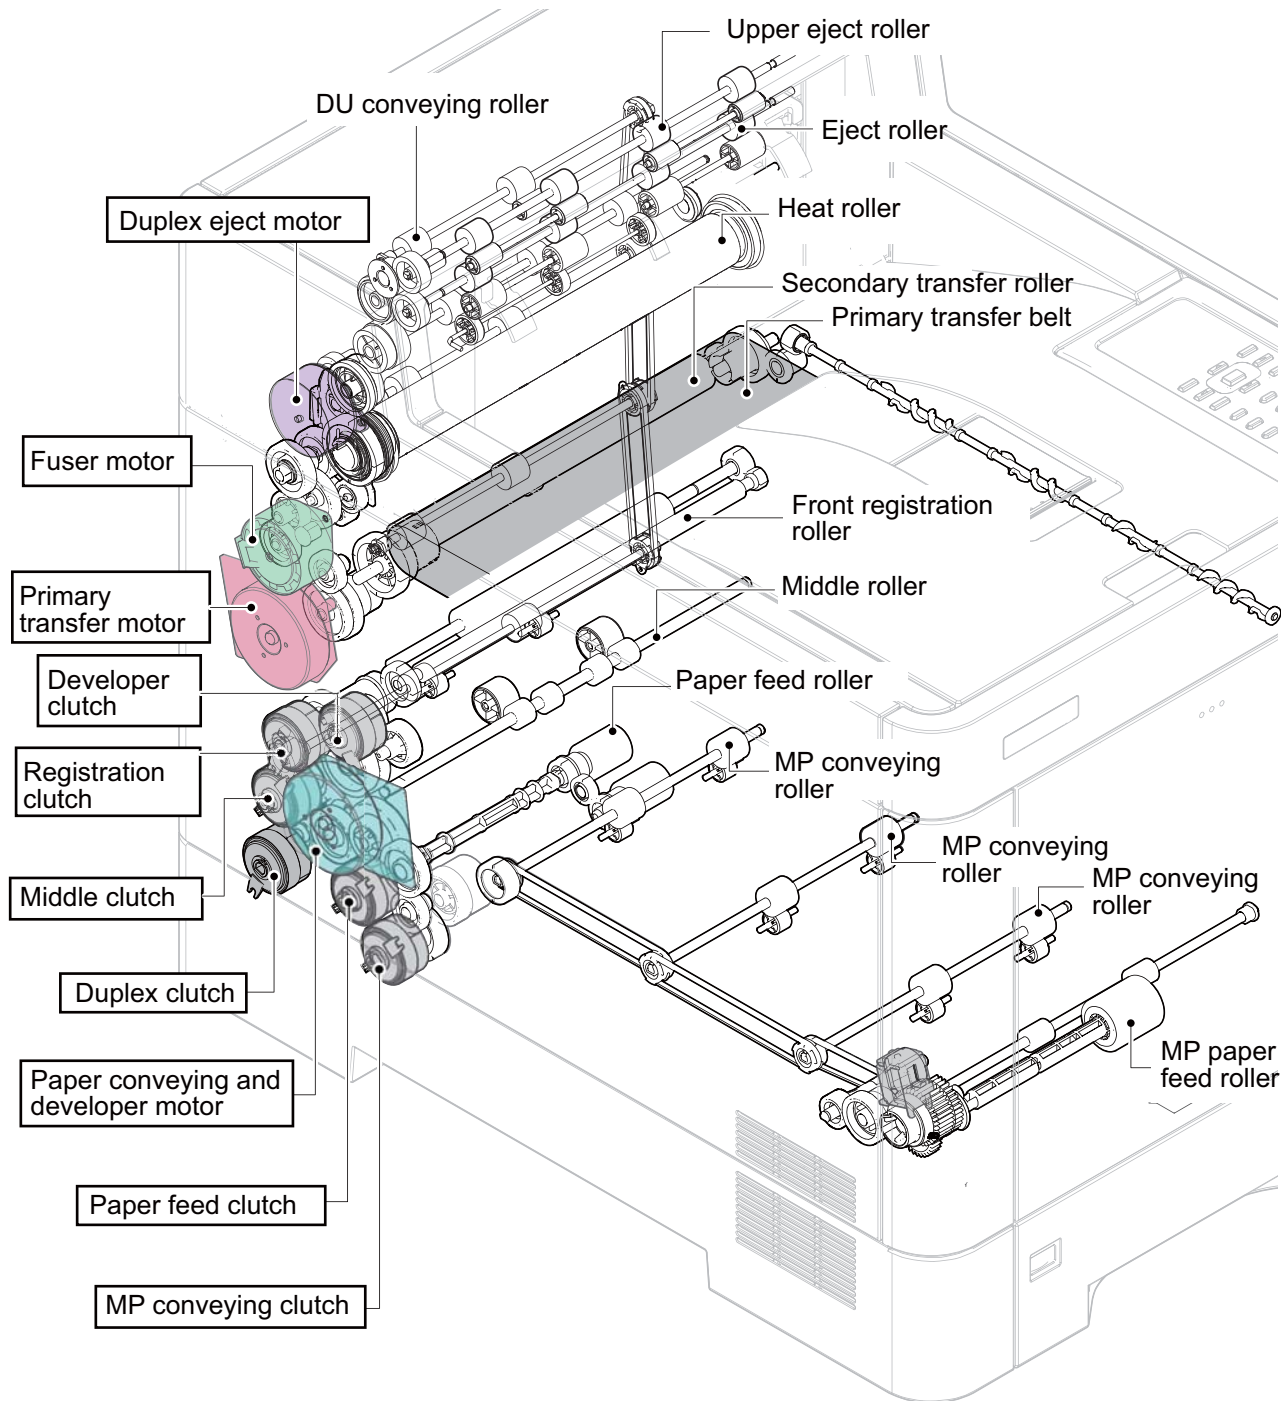 Upper eject roller
DU conveying roller
Eject roller
Duplex eject motor
Heat roller
Secondary transfer roller
Primary transfer belt
Fuser motor
Front registration
roller
Primary
transfer motor
Middle roller
Developer
clutch
Paper feed roller
Registration
clutch
MP conveying
roller
MP conveying
roller
Middle clutch
MP conveying
roller
Duplex clutch
MP paper
feed roller
Paper conveying and
developer motor
Paper feed clutch
MP conveying clutch